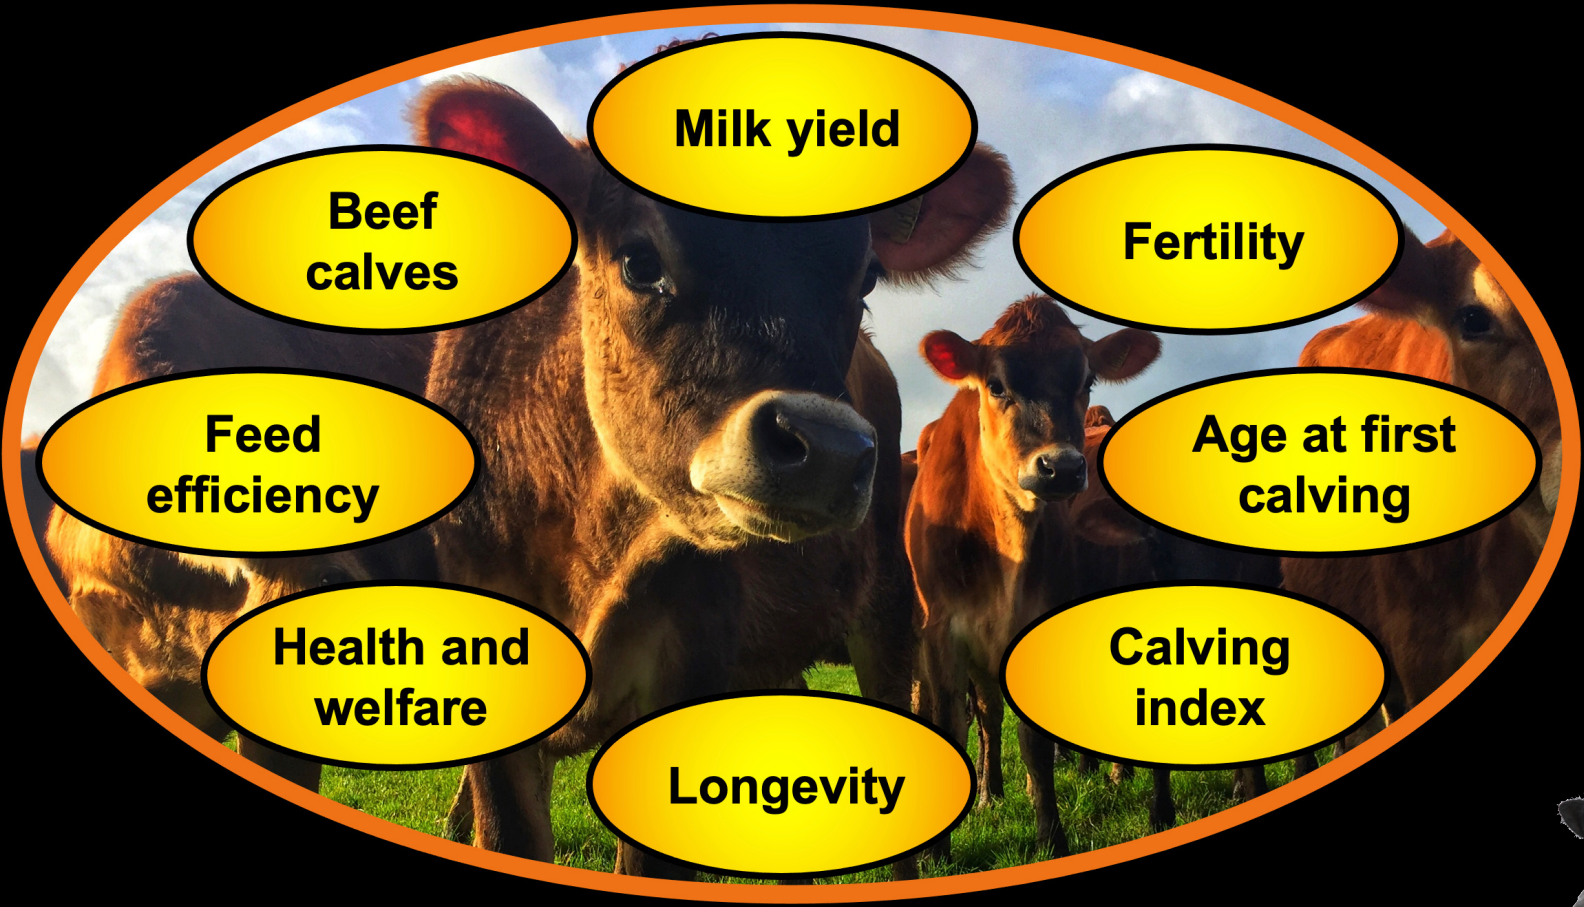 Milk yield
Beef
calves
Fertility
Feed
efficiency
Age at first
calving
Health and
welfare
Calving
index
Longevity